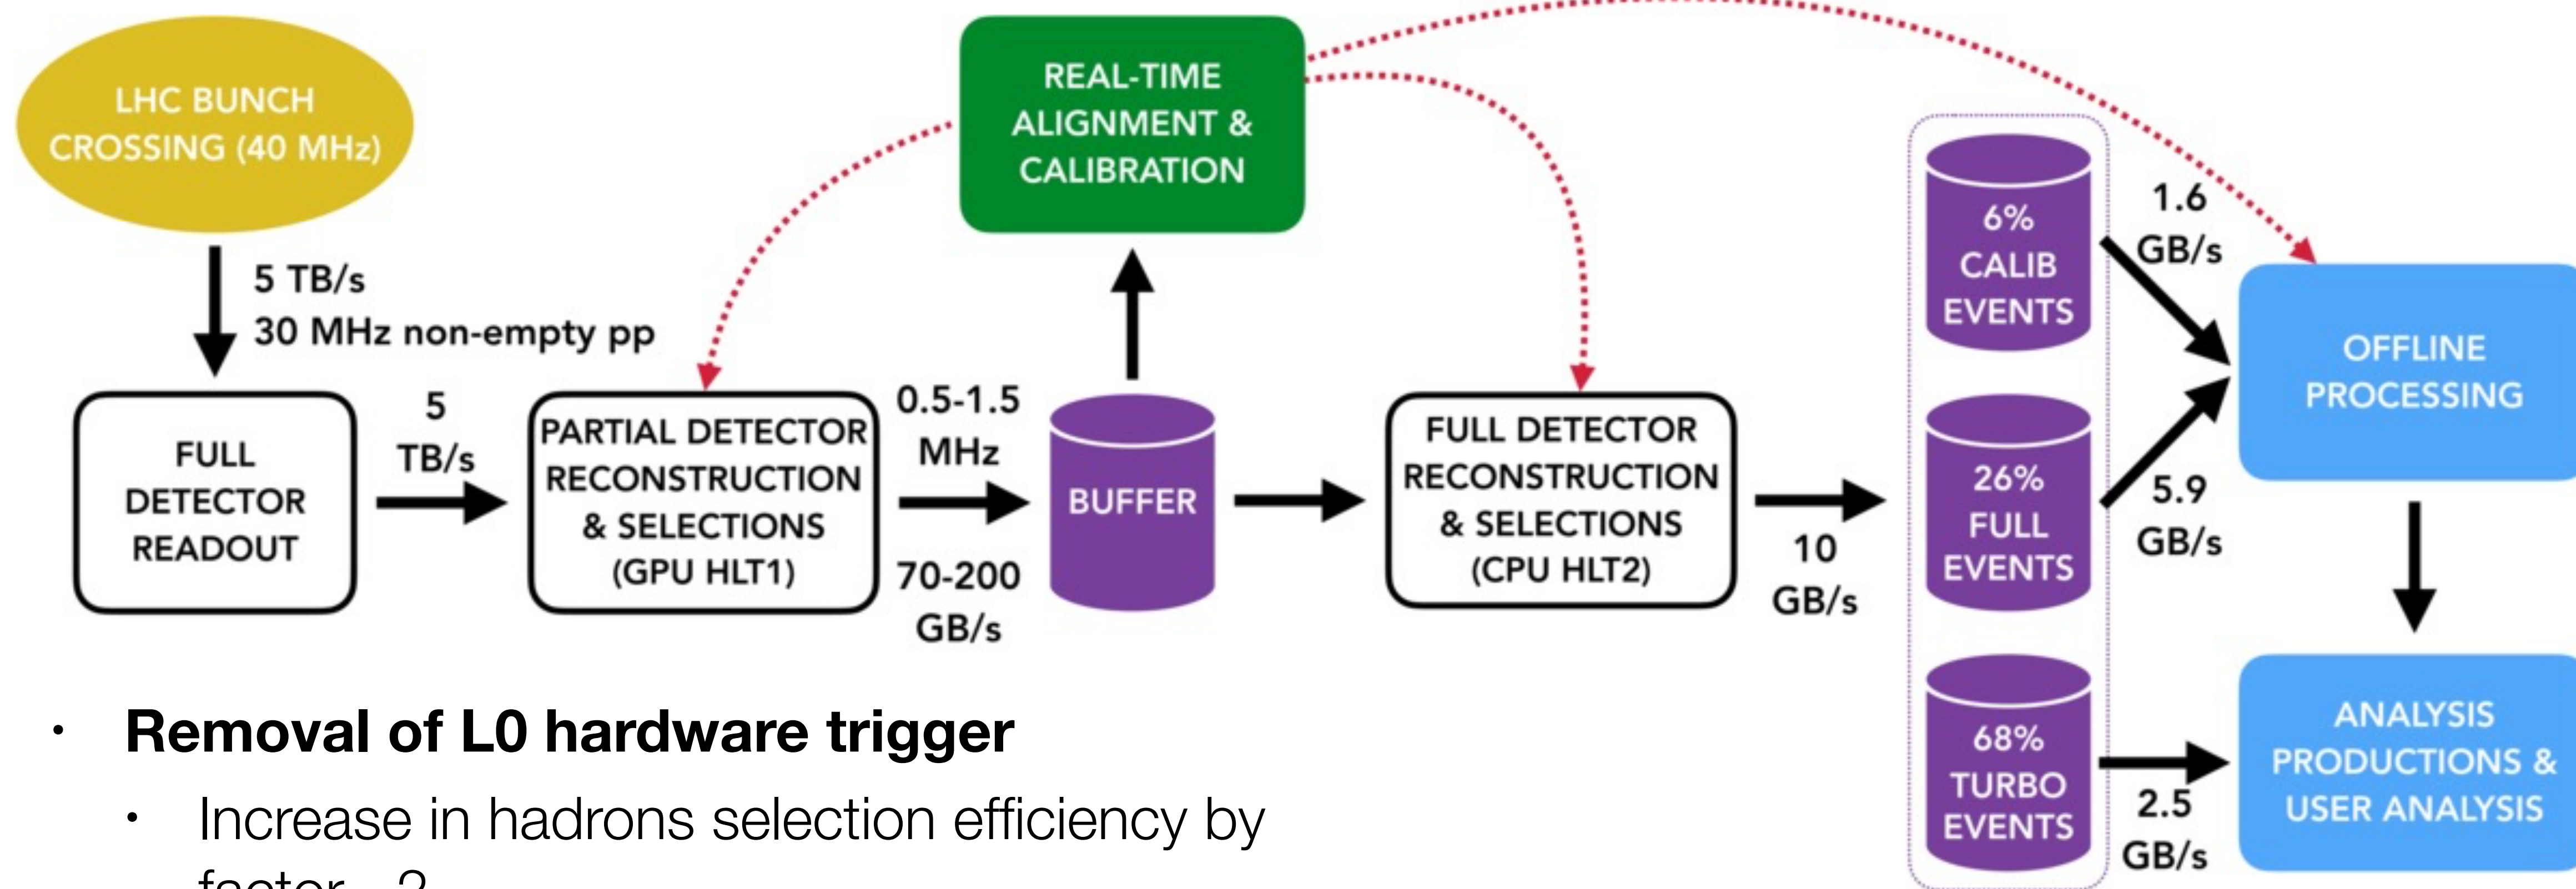 LHC BUNCH
CROSSING (40 MHz)
5 TB/s
30 MHz non-empty pp
FULL
DETECTOR
READOUT
5
TB/s
PARTIAL DETECTOR
RECONSTRUCTION
& SELECTIONS
(GPU HLT1)
0.5-1.5
MHz
70-200
GB/s
REAL-TIME
ALIGNMENT &
CALIBRATION
BUFFER
FULL DETECTOR
RECONSTRUCTION
& SELECTIONS
(CPU HLT2)
10
GB/s
6%
CALIB
EVENTS
26%
FULL
EVENTS
68%
TURBO
EVENTS
1.6
GB/s
5.9
GB/s
2.5
GB/s
OFFLINE
PROCESSING
ANALYSIS
PRODUCTIONS &
USER ANALYSIS
• Removal of L0 hardware trigger
• Increase in hadrons selection efficiency by
factor